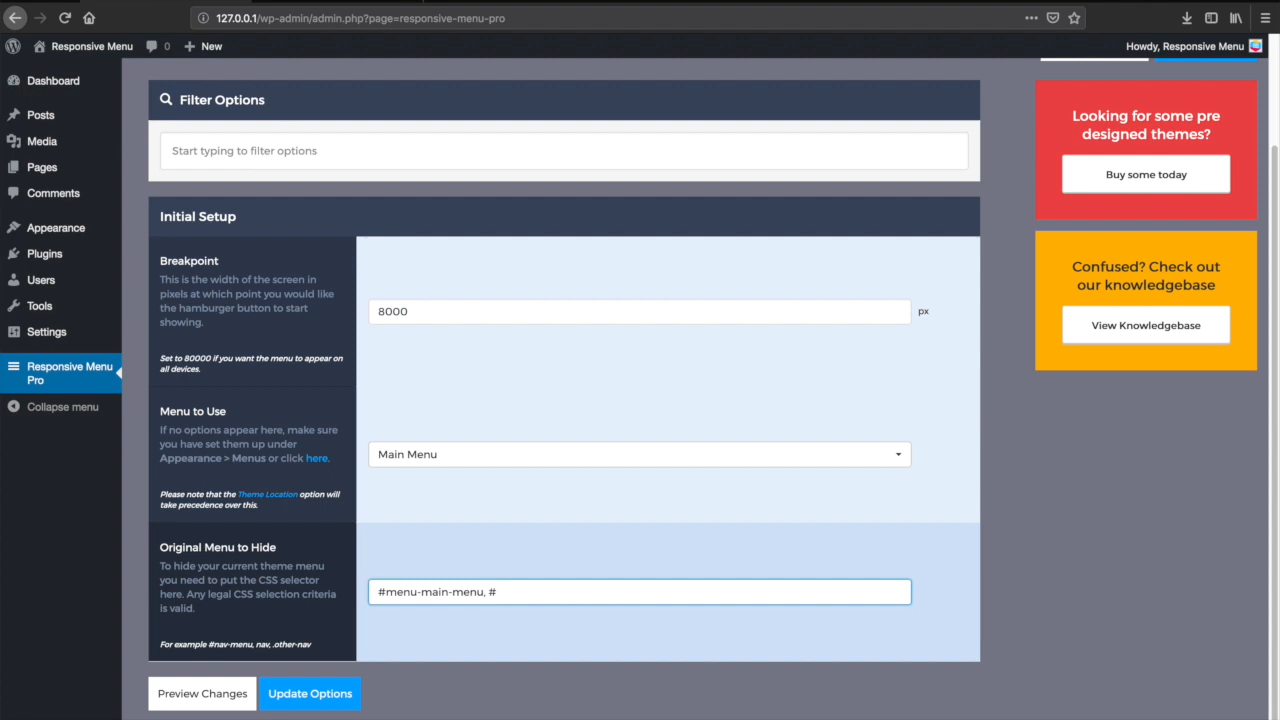 127.0.0.1/wp-admin/admin.php?page=responsive-menu-pro
Responsive Menu
0
New
Howdy, Responsive Menu
Dashboard
Posts
Media
Pages
Comments
Appearance
Plugins
Users
Tools
Settings
Responsive Menu
Pro
Collapse menu
Filter Options
Start typing to filter options
Initial Setup
Breakpoint
This is the width of the screen in
pixels at which point you would like
the hamburger button to start
showing.
Set to 80000 if you want the menu to appear on
all devices.
8000
px
Menu to Use
If no options appear here, make sure
you have set them up under
Appearance > Menus or click here.
Please note that the Theme Location option will
take precedence over this.
Main Menu
Original Menu to Hide
To hide your current theme menu
you need to put the CSS selector
here. Any legal CSS selection criteria
is valid.
For example #nav-menu, nav, .other-nav
#menu-main-menu, #
Preview Changes
Update Options
Looking for some pre
designed themes?
Buy some today
Confused? Check out
our knowledgebase
View Knowledgebase